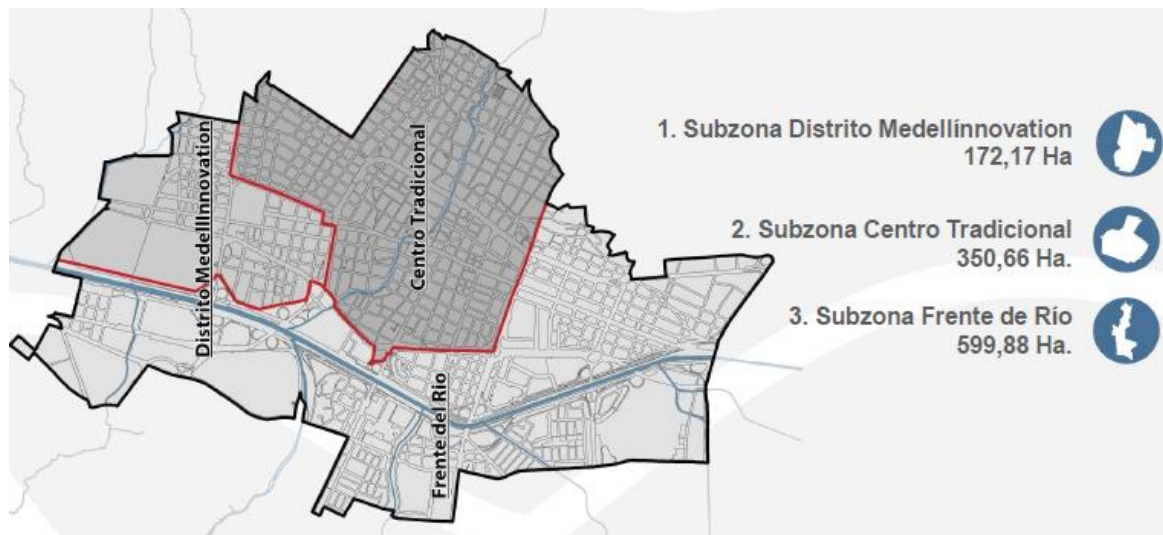 Distrito MedellInnovation
Centro Tradicional
Frente del Río
1. Subzona Distrito Medellínnovation
172,17 Ha
2. Subzona Centro Tradicional
350,66 Ha.
3. Subzona Frente de Río
599,88 Ha.